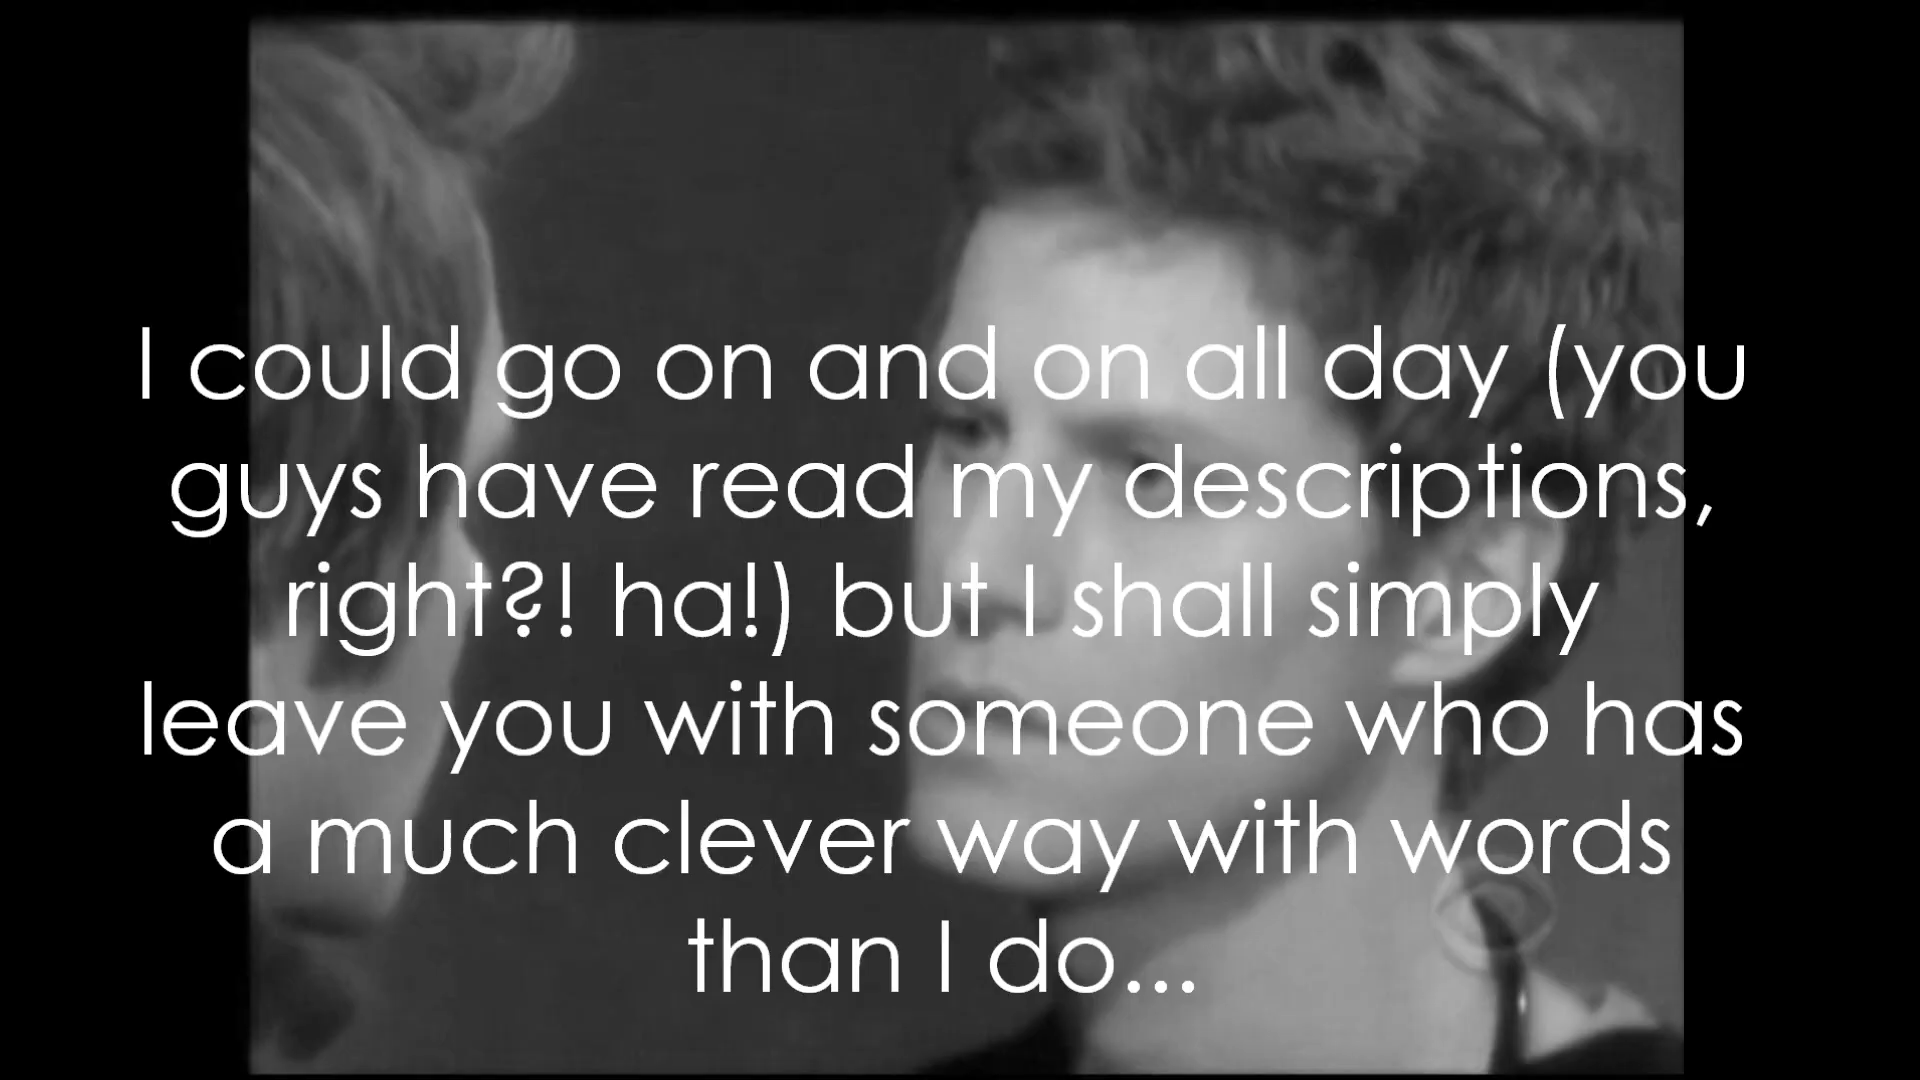 I could go on and on all day (you
guys have read my descriptions,
right?! ha!) but I shall simply
leave you with someone who has
a much clever way with words
than I do...